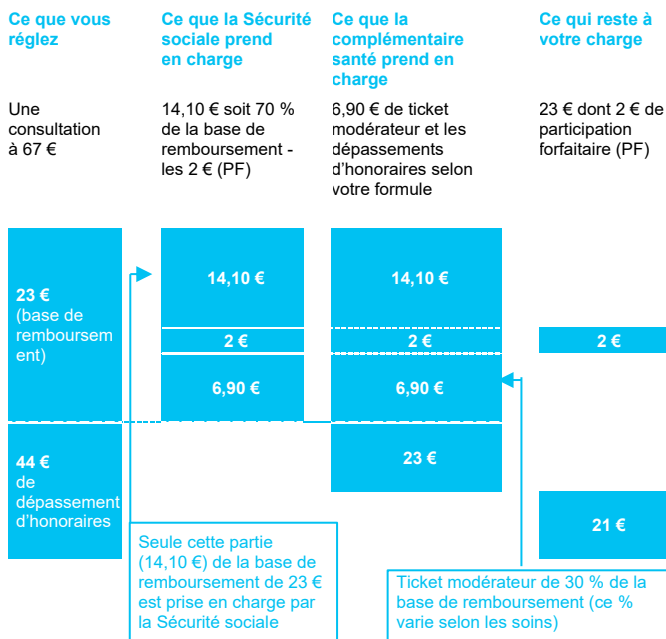 Ce que vous
réglez
Ce que la Sécurité
sociale prend
en charge
Ce que la
complémentaire
santé prend en
charge
Ce qui reste à
votre charge
Une
consultation
à 67 €
14,10 € soit 70 %
de la base de
remboursement -
les 2 € (PF)
6,90 € de ticket
modérateur et les
dépassements
d'honoraires selon
votre formule
23 € dont 2 € de
participation
forfaitaire (PF)
23 €
(base de
remboursem
ent)
14,10 €
14,10 €
2 €
2 €
2 €
6,90 €
6,90 €
44 €
de
dépassement
d'honoraires
23 €
21 €
Seule cette partie
(14,10 €) de la base de
remboursement de 23 €
est prise en charge par
la Sécurité sociale
Ticket modérateur de 30 % de la
base de remboursement (ce %
varie selon les soins)